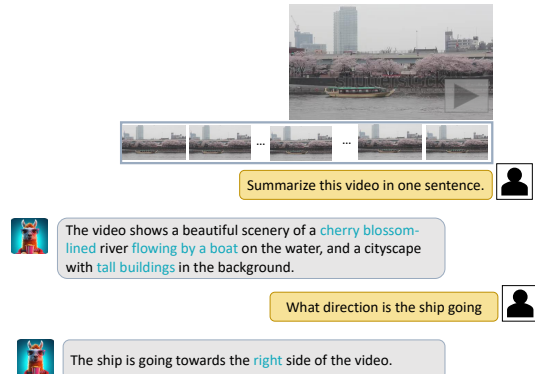 shutterstock
...
...
Summarize this video in one sentence.
The video shows a beautiful scenery of a cherry blossom-
lined river flowing by a boat on the water, and a cityscape
with tall buildings in the background.
What direction is the ship going
The ship is going towards the right side of the video.